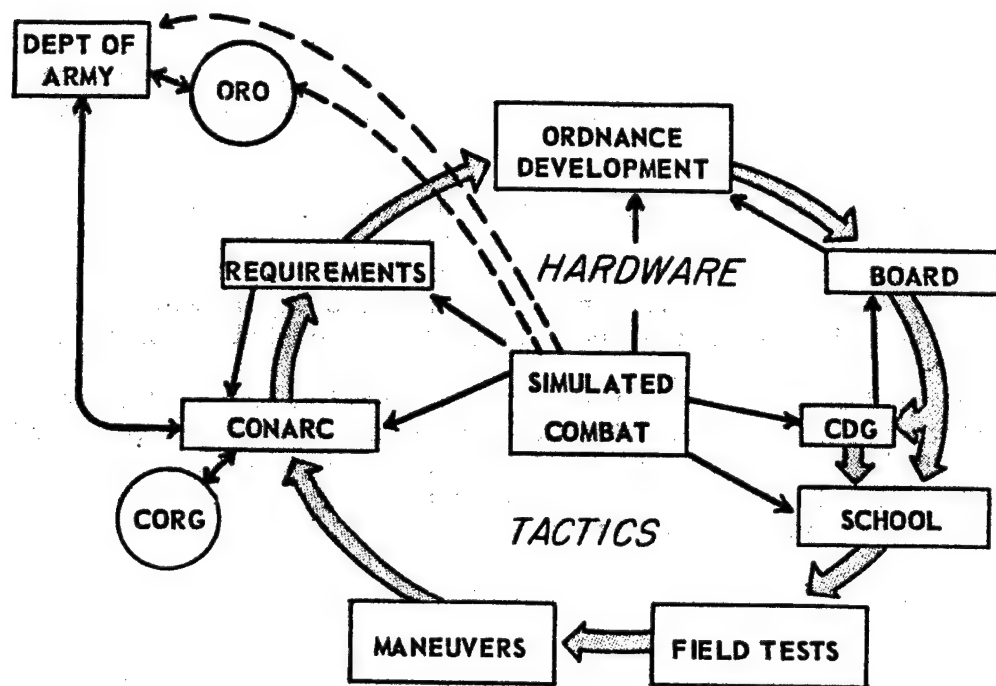 DEPT OF
ARMY
ORO
ORDNANCE
DEVELOPMENT
REQUIREMENTS
HARDWARE
BOARD
SIMULATED
COMBAT
CONARC
CDG
CORG
TACTICS
SCHOOL
MANEUVERS
FIELD TESTS